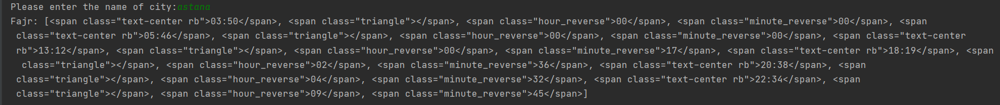 Please enter the name of city:astana
Fajr: [<span class="text-center rb">03:50</span>, <span class="triangle"></span>, <span class="hour_reverse">00</span>, <span class="minute_reverse">00</span>, <span
class="text-center rb">05:46</span>, <span class="triangle"></span>, <span class="hour_reverse">00</span>, <span class="minute_reverse">00</span>, <span class="text-center
rb">13:12</span>, <span class="triangle"></span>, <span class="hour_reverse">00</span>, <span class="minute_reverse">17</span>, <span class="text-center rb">18:19</span>, <span
class="triangle"></span>, <span class="hour_reverse">02</span>, <span class="minute_reverse">36</span>, <span class="text-center rb">20:38</span>, <span
class="triangle"></span>, <span class="hour_reverse">04</span>, <span class="minute_reverse">32</span>, <span class="text-center rb">22:34</span>, <span
class="triangle"></span>, <span class="hour_reverse">09</span>, <span class="minute_reverse">45</span>]